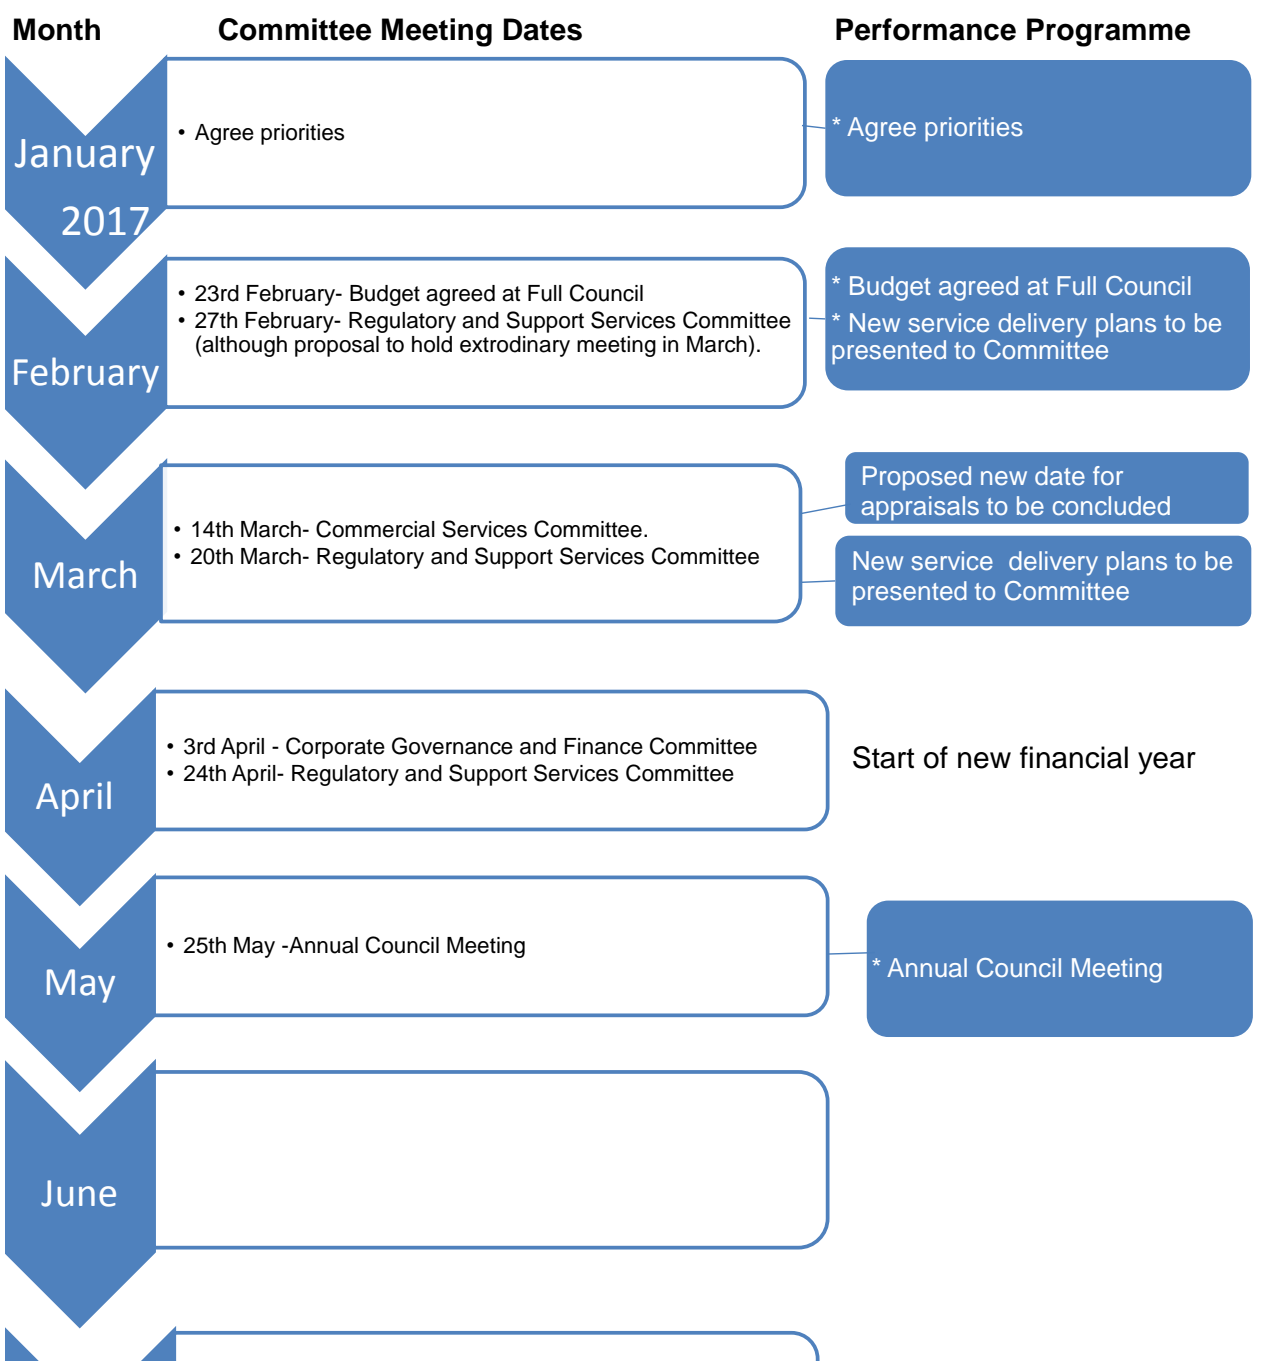 Month Committee Meeting Dates Performance Programme
January
2017
• Agree priorities
* Agree priorities
February
• 23rd February- Budget agreed at Full Council
• 27th February- Regulatory and Support Services Committee
(although proposal to hold extrodinary meeting in March).
* Budget agreed at Full Council
* New service delivery plans to be
presented to Committee
March
• 14th March- Commercial Services Committee.
• 20th March- Regulatory and Support Services Committee
Proposed new date for
appraisals to be concluded
New service  delivery plans to be
presented to Committee
April
• 3rd April - Corporate Governance and Finance Committee
• 24th April- Regulatory and Support Services Committee
Start of new financial year
May
• 25th May -Annual Council Meeting
* Annual Council Meeting
June